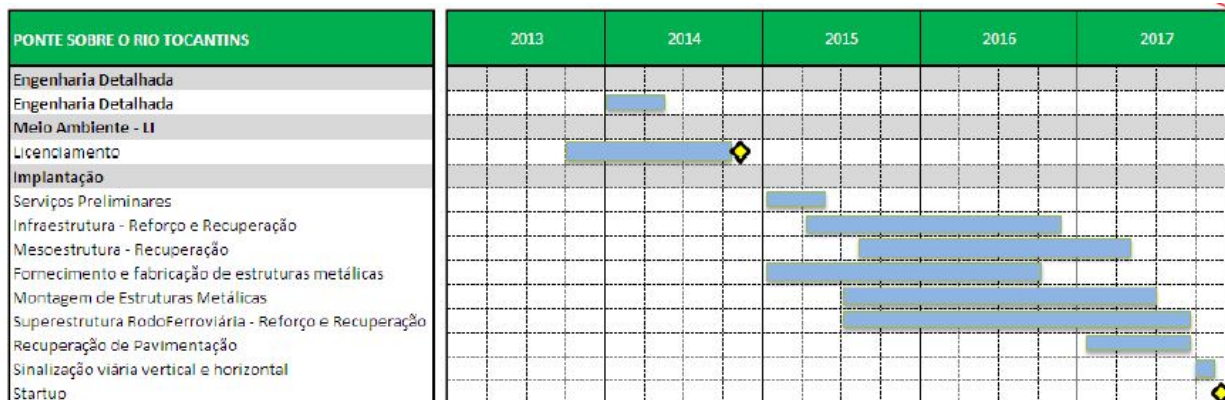 PONTE SOBRE O RIO TOCANTINS 2013 2014 2015 2016 2017
Engenharia Detalhada
Engenharia Detalhada
Meio Ambiente - LI
Licenciamento
Implantação
Serviços Preliminares
Infraestrutura - Reforço e Recuperação
Mesoestrutura - Recuperação
Fornecimento e fabricação de estruturas metálicas
Montagem de Estruturas Metálicas
Superestrutura RodoFerroviária - Reforço e Recuperação
Recuperação de Pavimentação
Sinalização viária vertical e horizontal
Startup